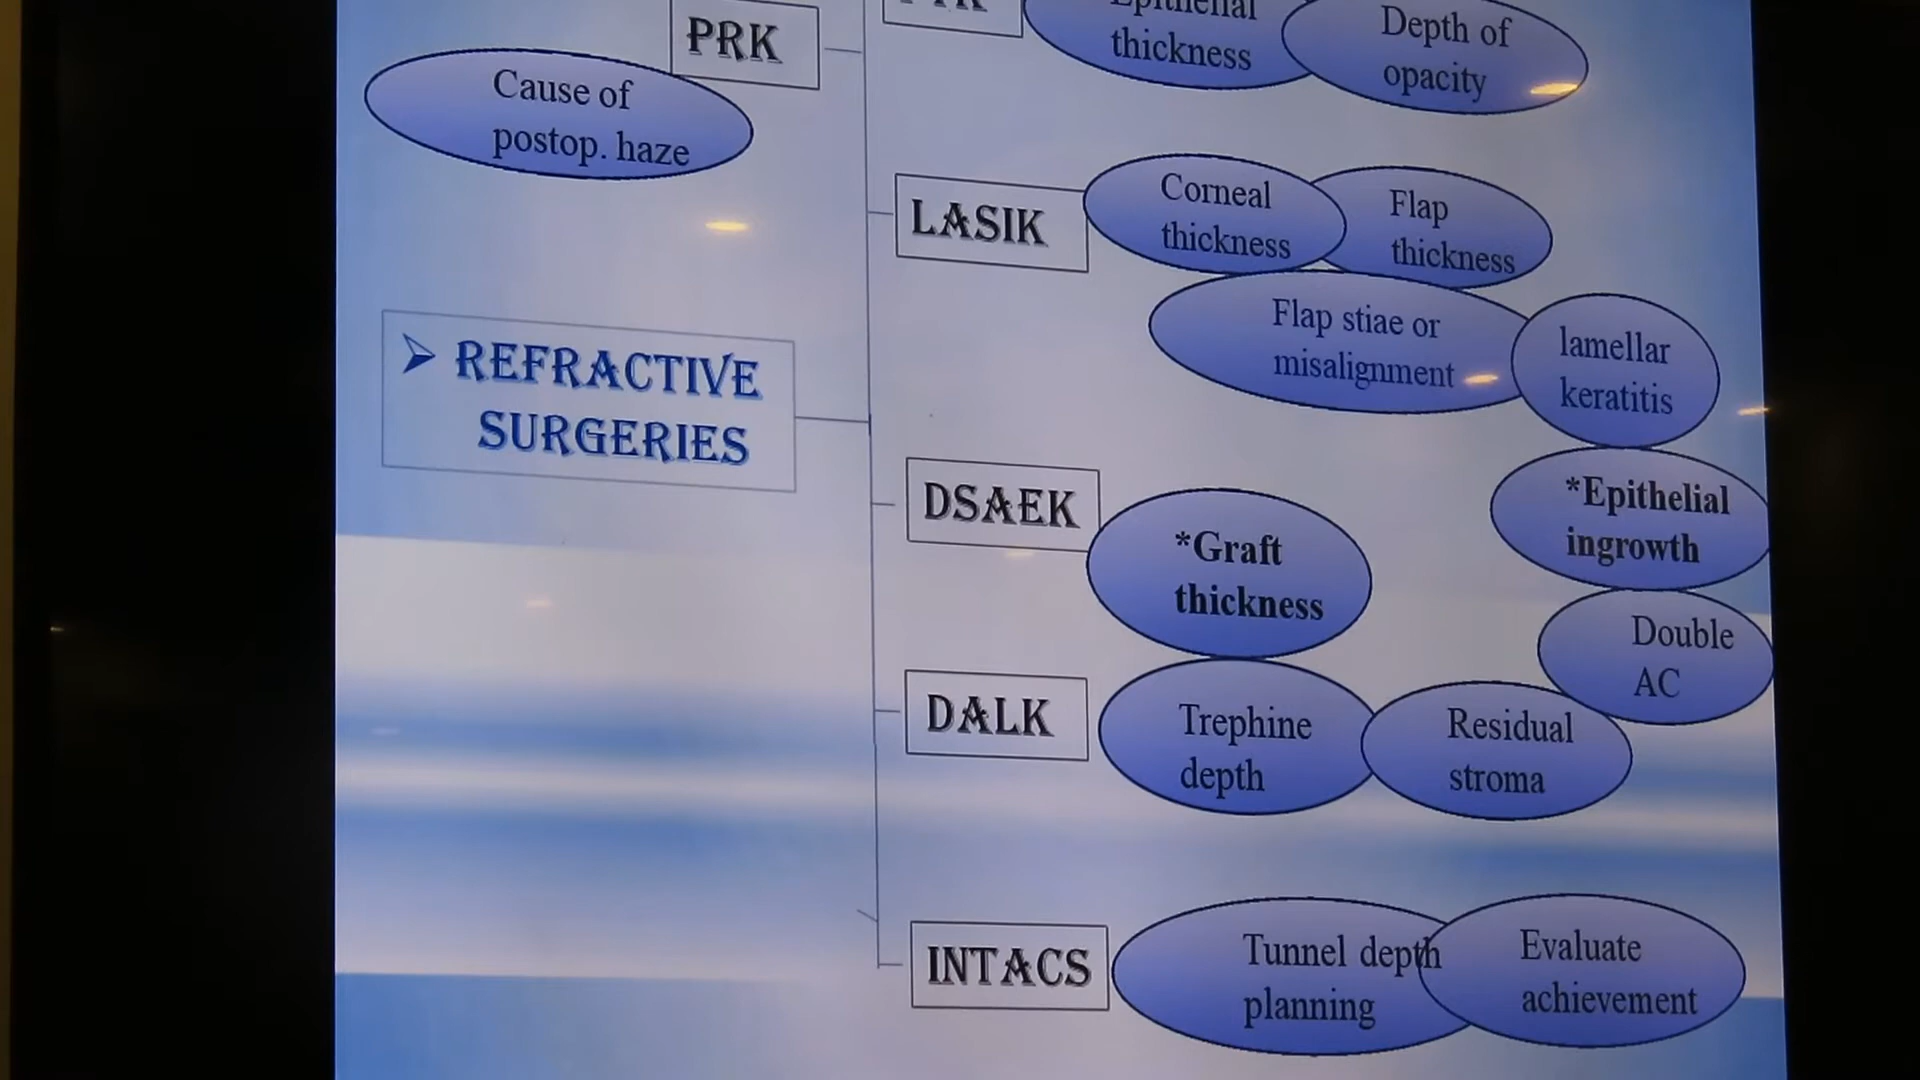 Epithelial
thickness
Depth of
opacity
PRK
Cause of
postop. haze
LASIK
Corneal
thickness
Flap
thickness
Flap stiae or
misalignment
lamellar
keratitis
➢ REFRACTIVE
SURGERIES
DSAEK
*Graft
thickness
*Epithelial
ingrowth
Double
AC
DALK
Trephine
depth
Residual
stroma
INTACS
Tunnel depth
planning
Evaluate
achievement